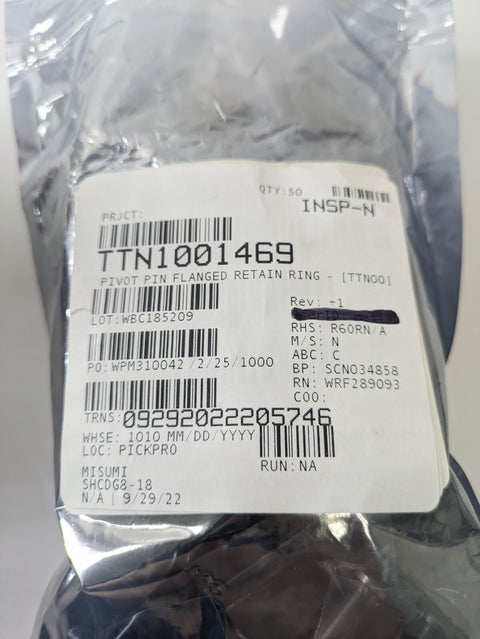 QTY:50
INSP-N
PRJCT:
TTN1001469
PIVOT PIN FLANGED RETAIN RING - [TTN00]
Rev: +1
LOT:WBC185209
RHS: R60RN/A
M/S: N
PO:WPM310042 /2/25/1000
ABC: C
BP: SCN034858
RN: WRF289093
COO:
TRNS:09292022205746
WHSE: 1010 MM/DD/YYYY
LOC: PICKPRO
RUN: NA
MISUMI
SHCDG8-18
N/A | 9/29/22